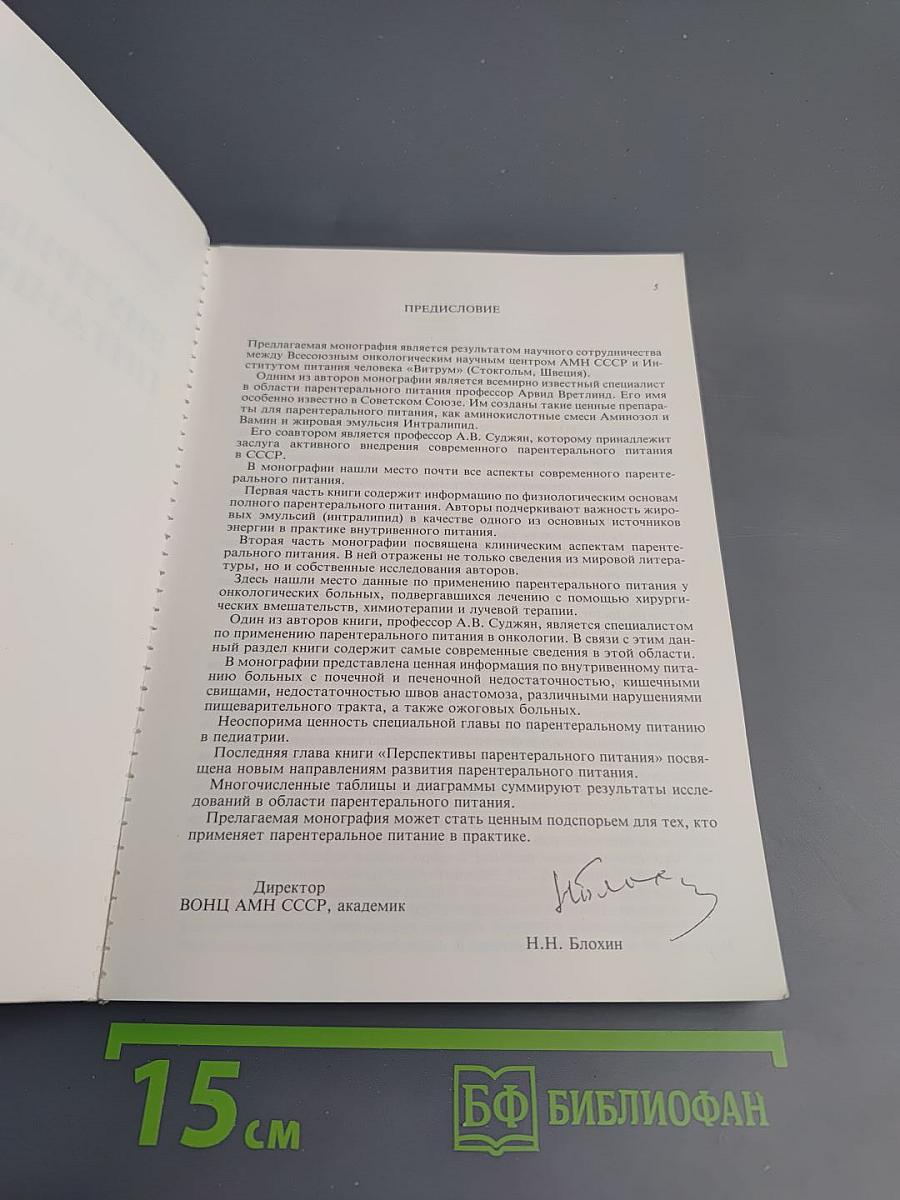 5
ПРЕДИСЛОВИЕ
Предлагаемая монография является результатом научного сотрудничества
между Всесоюзным онкологическим научным центром АМН СССР и Ин-
ститутом питания человека «Витрум» (Стокгольм, Швеция).
Одним из авторов монографии является всемирно известный специалист
в области парентерального питания профессор Арвид Вретлинд. Его имя
особенно известно в Советском Союзе. Им созданы такие ценные препара-
ты для парентерального питания, как аминокислотные смеси Аминозол и
Вамин и жировая эмульсия Интралипид.
Его соавтором является профессор А.В. Суджян, которому принадлежит
заслуга активного внедрения современного парентерального питания
в СССР.
В монографии нашли место почти все аспекты современного паренте-
рального питания.
Первая часть книги содержит информацию по физиологическим основам
полного парентерального питания. Авторы подчеркивают важность жиро-
вых эмульсий (интралипид) в качестве одного из основных источников
энергии в практике внутривенного питания.
Вторая часть монографии посвящена клиническим аспектам паренте-
рального питания. В ней отражены не только сведения из мировой литера-
туры, но и собственные исследования авторов.
Здесь нашли место данные по применению парентерального питания у
онкологических больных, подвергавшихся лечению с помощью хирурги-
ческих вмешательств, химиотерапии и лучевой терапии.
Один из авторов книги, профессор А.В. Суджян, является специалистом
по применению парентерального питания в онкологии. В связи с этим дан-
ный раздел книги содержит самые современные сведения в этой области.
В монографии представлена ценная информация по внутривенному пита-
нию больных с почечной и печеночной недостаточностью, кишечными
свищами, недостаточностью швов анастомоза, различными нарушениями
пищеварительного тракта, а также ожоговых больных.
Неоспорима ценность специальной главы по парентеральному питанию
в педиатрии.
Последняя глава книги «Перспективы парентерального питания» посвя-
щена новым направлениям развития парентерального питания.
Многочисленные таблицы и диаграммы суммируют результаты иссле-
дований в области парентерального питания.
Прелагаемая монография может стать ценным подспорьем для тех, кто
применяет парентеральное питание в практике.
Директор
ВОНЦ АМН СССР, академик
Н.Н. Блохин
15 см
БФ БИБЛИОФАН